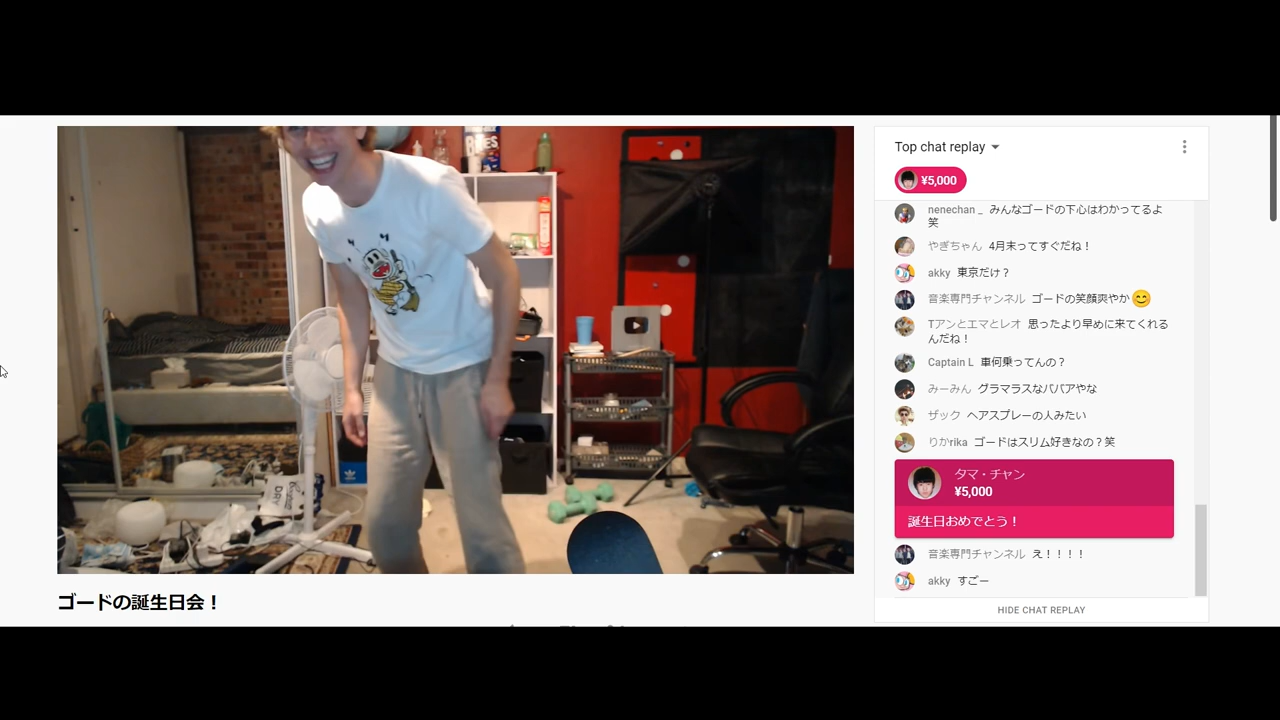 Top chat replay
¥5,000
nenechan _ みんなゴードの下心はわかってるよ
笑
やぎちゃん 4月末ってすぐだね！
akky 東京だけ？
音楽専門チャンネル ゴードの笑顔爽やか😊
Tアンとエマとレオ 思ったより早めに来てくれる
んだね！
Captain L 車何乗ってんの？
みーみん グラマラスなババアやな
ザック ヘアスプレーの人みたい
りかrika ゴードはスリム好きなの？笑
タマ・チャン
¥5,000
誕生日おめでとう！
音楽専門チャンネル え！！！！
akky すごー
HIDE CHAT REPLAY
ゴードの誕生日会！
DRY